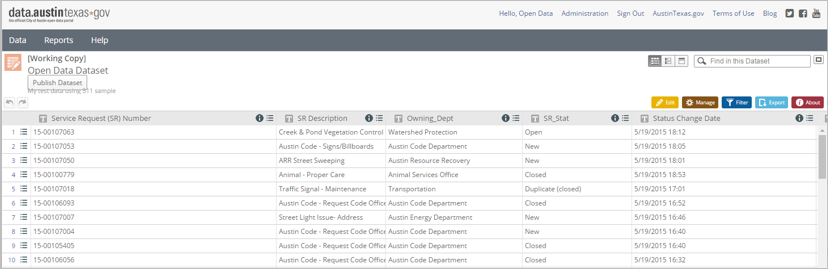 data.austintexas.gov
the official City of Austin open data portal
Hello, Open Data Administration Sign Out AustinTexas.gov Terms of Use Blog
Data Reports Help
[Working Copy]
Open Data Dataset
Publish Dataset
My test data using 311 sample
Find in this Dataset
Edit Manage Filter Export About
Service Request (SR) Number SR Description Owning_Dept SR_Stat Status Change Date
1 15-00107063 Creek & Pond Vegetation Control Watershed Protection Open 5/19/2015 18:12
2 15-00107053 Austin Code - Signs/Billboards Austin Code Department New 5/19/2015 18:05
3 15-00107050 ARR Street Sweeping Austin Resource Recovery New 5/19/2015 18:01
4 15-00100779 Animal - Proper Care Animal Services Office Closed 5/19/2015 18:53
5 15-00107018 Traffic Signal - Maintenance Transportation Duplicate (closed) 5/19/2015 17:01
6 15-00106093 Austin Code - Request Code Office Austin Code Department Closed 5/19/2015 16:52
7 15-00107007 Street Light Issue- Address Austin Energy Department New 5/19/2015 16:46
8 15-00107004 Austin Code - Request Code Office Austin Code Department New 5/19/2015 16:40
9 15-00105405 Austin Code - Request Code Office Austin Code Department Closed 5/19/2015 16:40
10 15-00106056 Austin Code - Request Code Office Austin Code Department Closed 5/19/2015 16:32